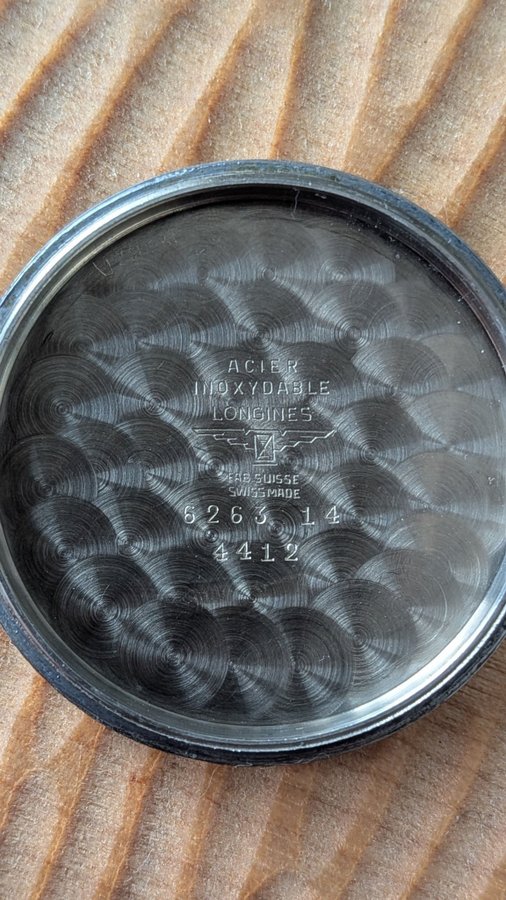 ACIER
INOXYDABLE
LONGINES
FAB SUISSE
SWISS MADE
6263 14
4412